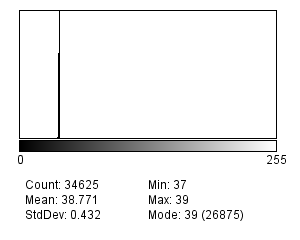 0 255
Count: 34625 Min: 37
Mean: 38.771 Max: 39
StdDev: 0.432 Mode: 39 (26875)